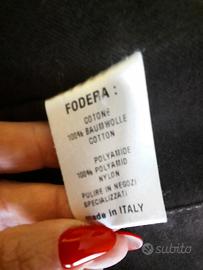 FODERA :
COTONE
100% BAUMWOLLE
COTTON
POLYAMIDE
100% POLYAMID
NYLON
PULIRE IN NEGOZI
SPECIALIZZATI
made in ITALY
subito